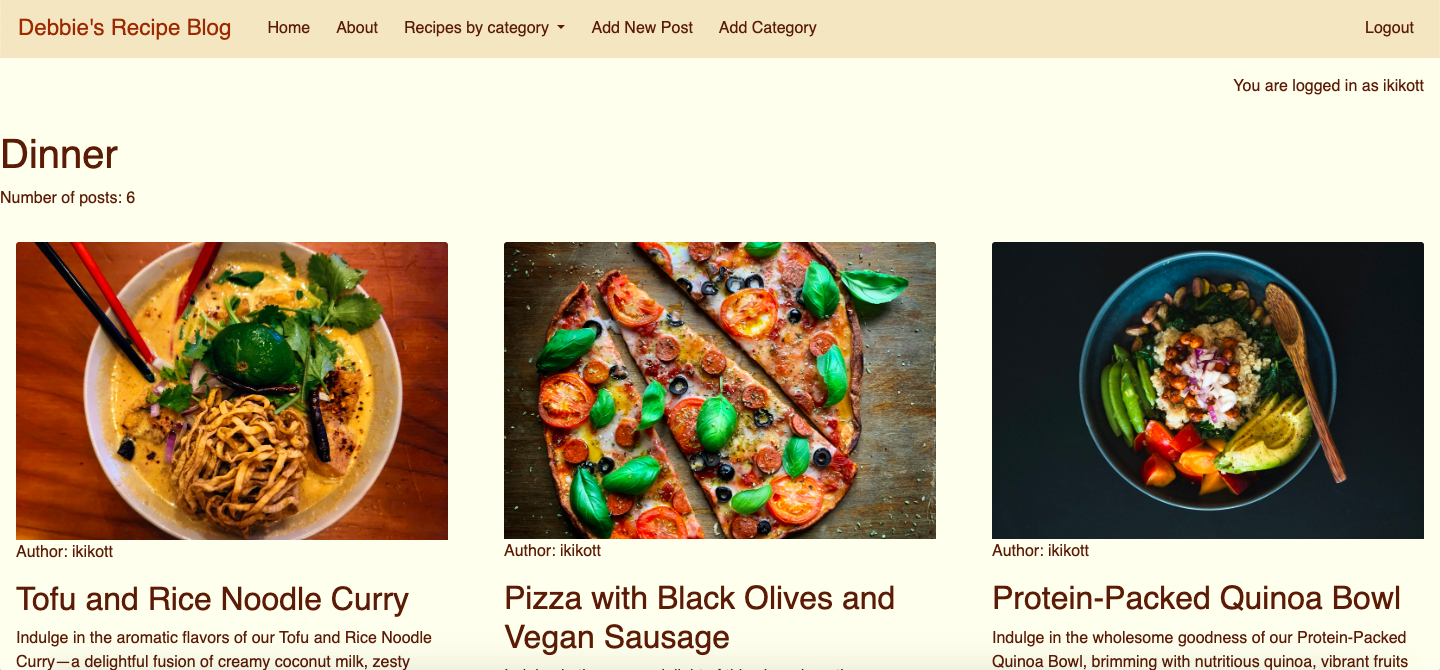 Debbie's Recipe Blog Home About Recipes by category Add New Post Add Category Logout
You are logged in as ikikott
Dinner
Number of posts: 6
Author: ikikott
Tofu and Rice Noodle Curry
Indulge in the aromatic flavors of our Tofu and Rice Noodle
Curry—a delightful fusion of creamy coconut milk, zesty
Author: ikikott
Pizza with Black Olives and
Vegan Sausage
Author: ikikott
Protein-Packed Quinoa Bowl
Indulge in the wholesome goodness of our Protein-Packed
Quinoa Bowl, brimming with nutritious quinoa, vibrant fruits